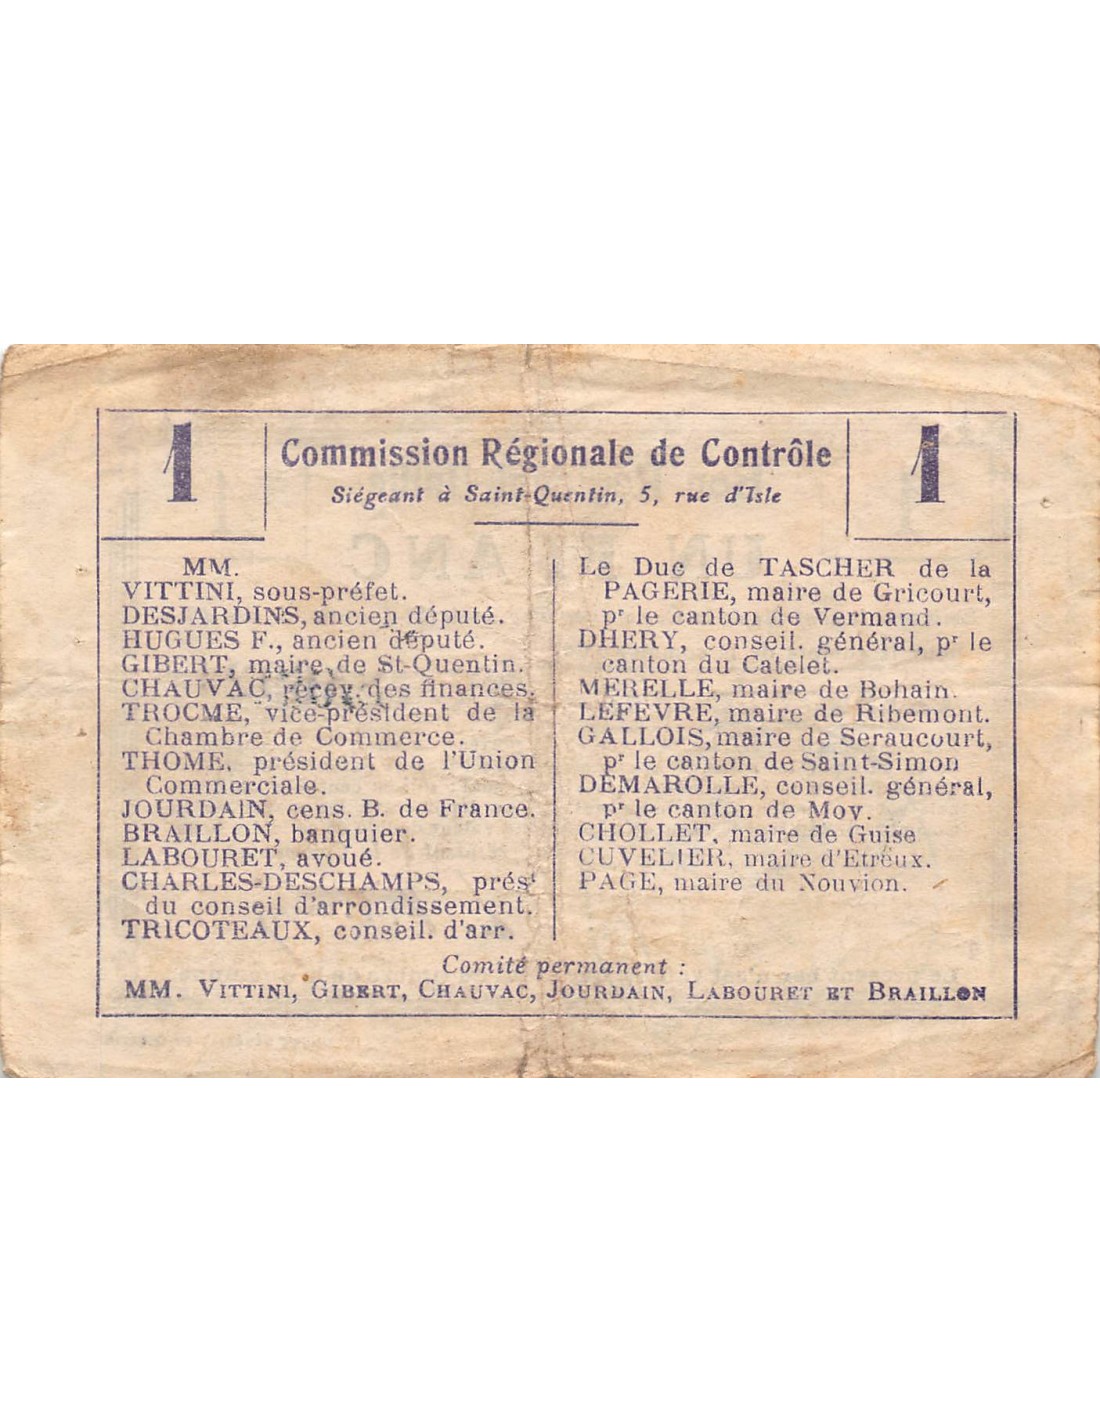 1
Commission Régionale de Contrôle
1
Siégeant à Saint-Quentin, 5, rue d'Isle
MM.
VITTINI, sous-préfet.
DESJARDINS, ancien député.
HUGUES F., ancien député.
GIBERT, maire de St-Quentin.
CHAUVAC, récev. des finances.
TROCME, vice-président de la
Chambre de Commerce.
THOME, président de l'Union
Commerciale.
JOURDAIN, cens. B. de France.
BRAILLON, banquier.
LABOURET, avoué.
CHARLES-DESCHAMPS, présᵗ
du conseil d'arrondissement.
TRICOTEAUX, conseil. d'arr.
Le Duc de TASCHER de la
PAGERIE, maire de Gricourt,
pʳ le canton de Vermand.
DHERY, conseil. général, pʳ le
canton du Catelet.
MERELLE, maire de Bohain.
LEFEVRE, maire de Ribemont.
GALLOIS, maire de Seraucourt,
pʳ le canton de Saint-Simon
DEMAROLLE, conseil. général,
pʳ le canton de Moy.
CHOLLET, maire de Guise
CUVELIER, maire d'Etreux.
PAGE, maire du Nouvion.
Comité permanent :
MM. VITTINI, GIBERT, CHAUVAC, JOURDAIN, LABOURET ET BRAILLON